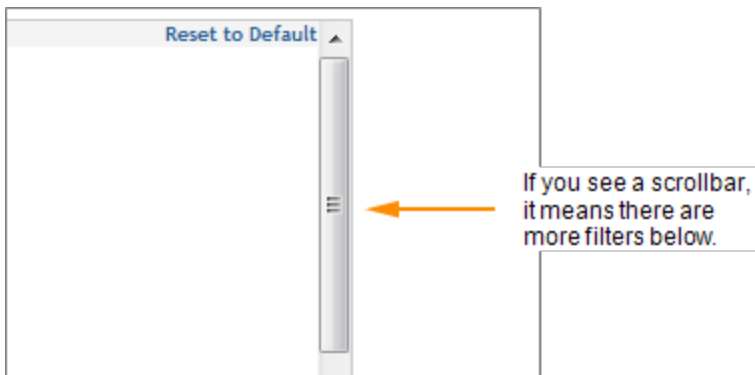 Reset to Default
If you see a scrollbar,
it means there are
more filters below.